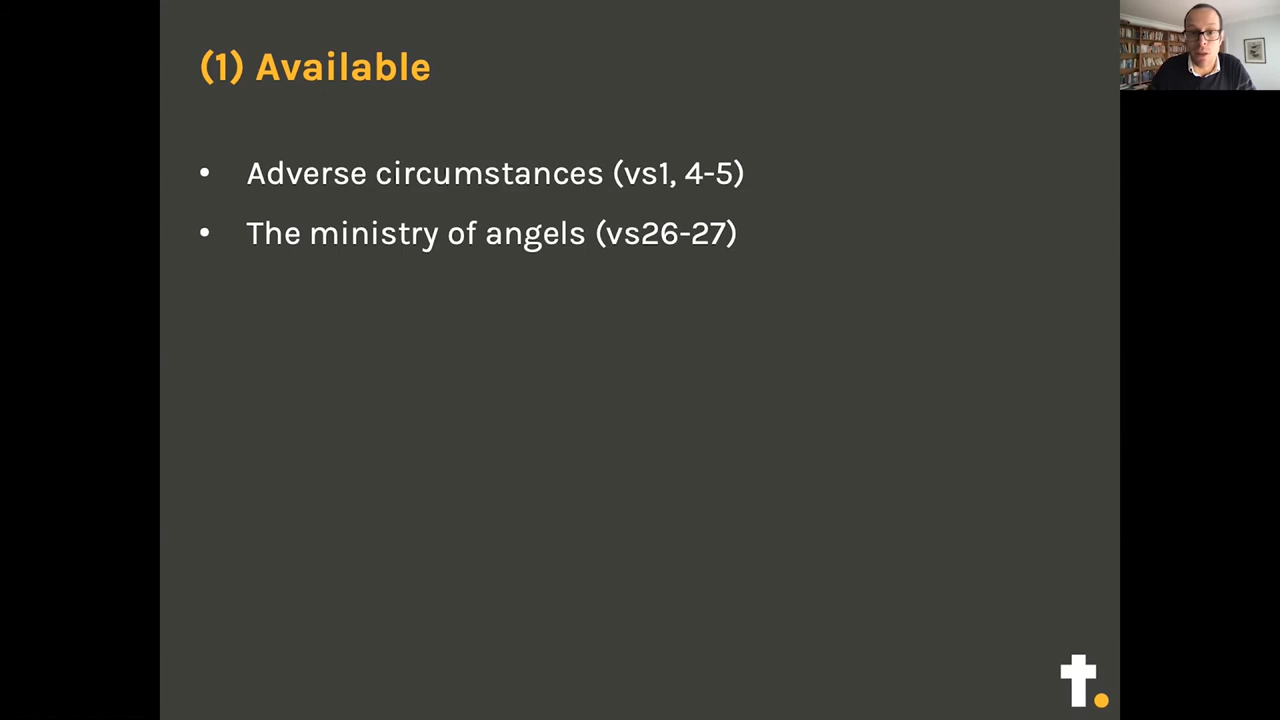 (1) Available
• Adverse circumstances (vs1, 4-5)
• The ministry of angels (vs26-27)
t.